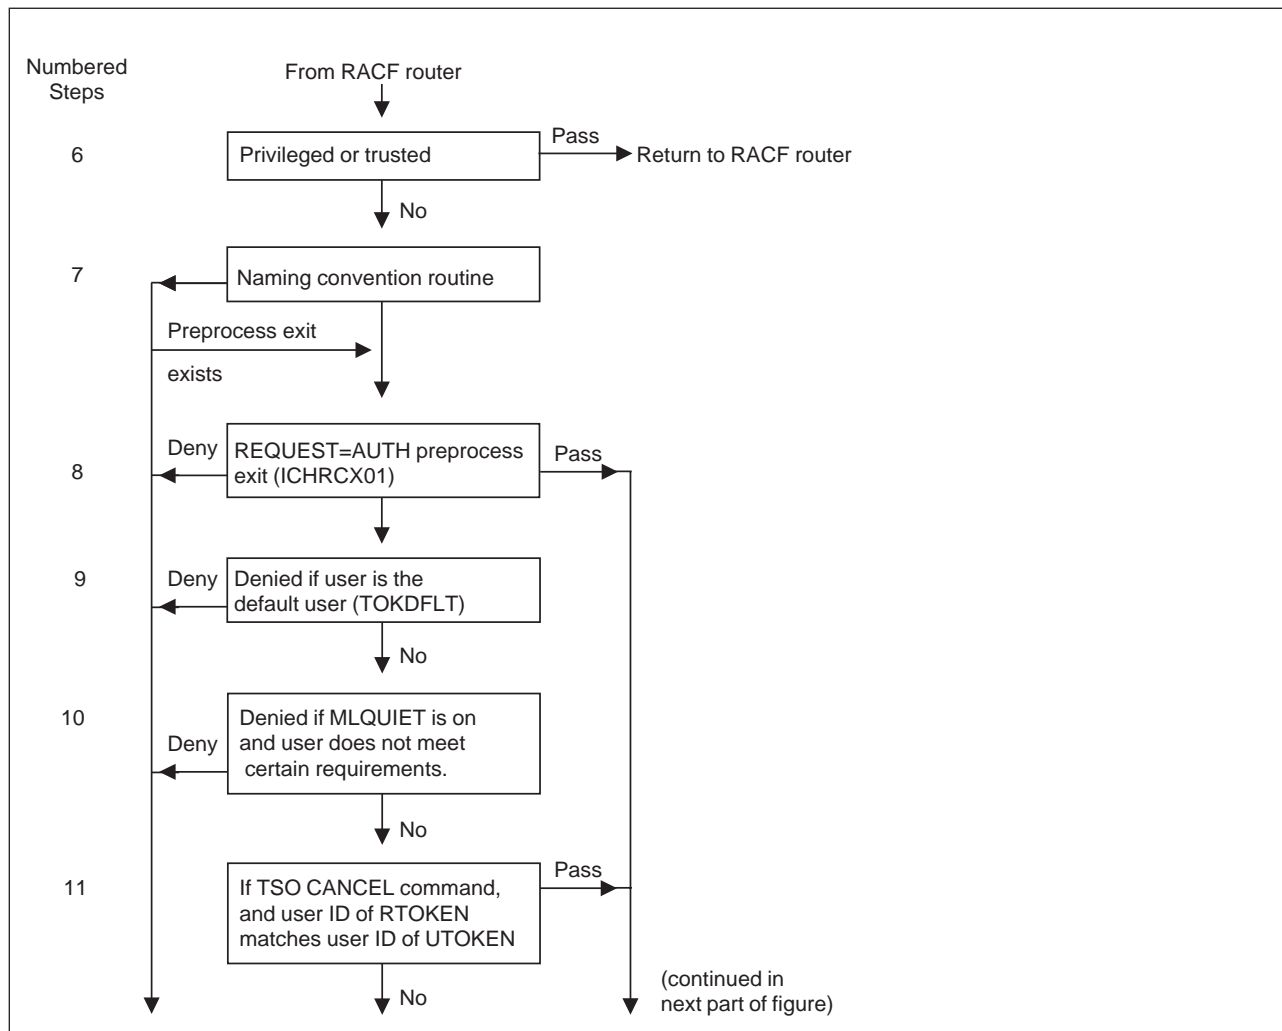 Numbered
Steps
From RACF router
6
Privileged or trusted
Pass
Return to RACF router
No
7
Naming convention routine
Preprocess exit
exists
8
Deny
REQUEST=AUTH preprocess
exit (ICHRCX01)
Pass
9
Deny
Denied if user is the
default user (TOKDFLT)
No
10
Deny
Denied if MLQUIET is on
and user does not meet
certain requirements.
No
11
If TSO CANCEL command,
and user ID of RTOKEN
matches user ID of UTOKEN
Pass
No
(continued in
next part of figure)